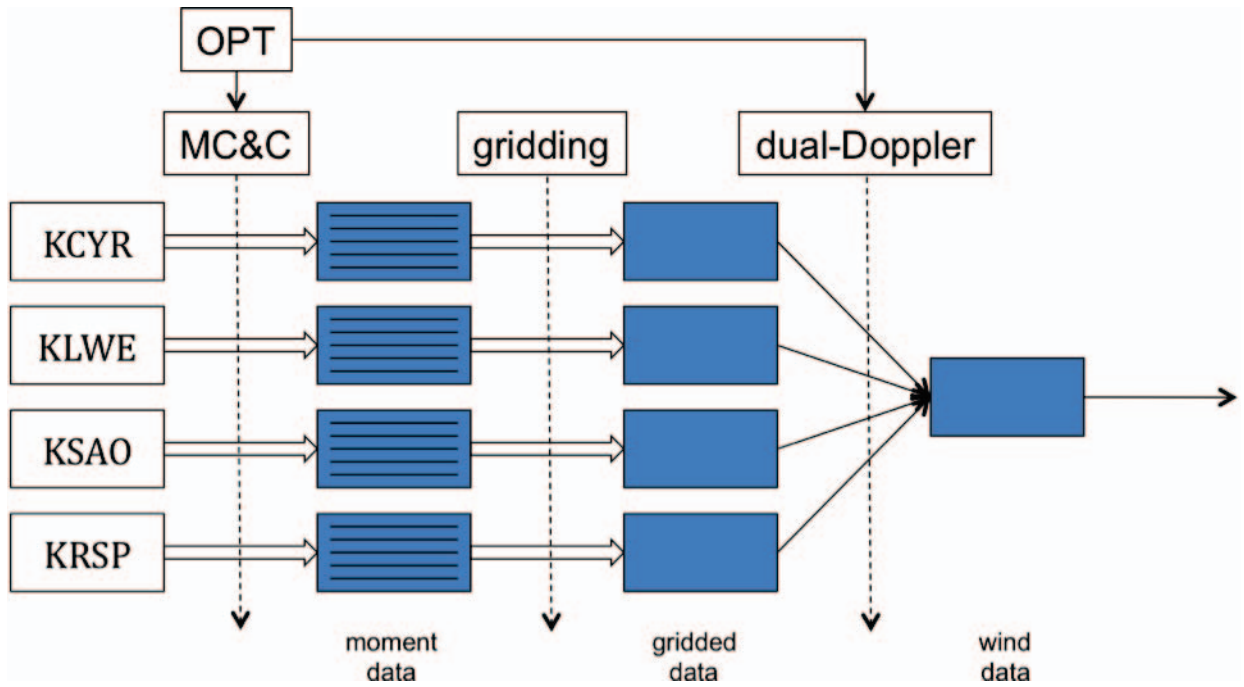 OPT
MC&C
gridding
dual-Doppler
KCYR
KLWE
KSAO
KRSP
moment
data
gridded
data
wind
data